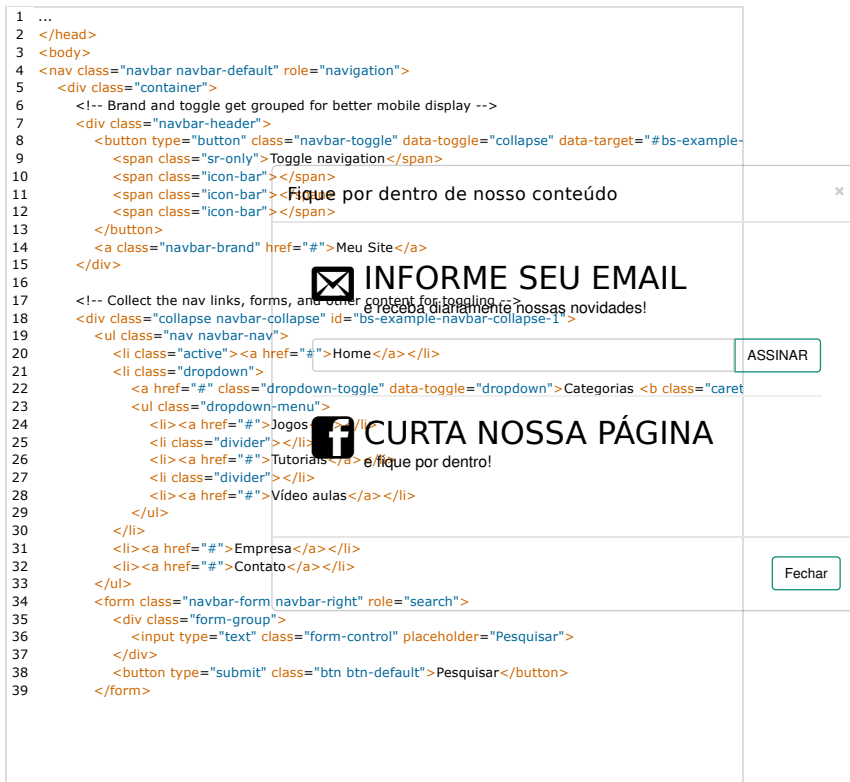 1 ...
2 </head>
3 <body>
4 <nav class="navbar navbar-default" role="navigation">
5 <div class="container">
6 <!-- Brand and toggle get grouped for better mobile display -->
7 <div class="navbar-header">
8 <button type="button" class="navbar-toggle" data-toggle="collapse" data-target="#bs-example-
9 <span class="sr-only">Toggle navigation</span>
10 <span class="icon-bar"></span>
11 <span class="icon-bar"></span>
12 <span class="icon-bar"></span>
13 </button>
14 <a class="navbar-brand" href="#">Meu Site</a>
15 </div>
16
17 <!-- Collect the nav links, forms, and other content for toggling -->
18 <div class="collapse navbar-collapse" id="bs-example-navbar-collapse-1">
19 <ul class="nav navbar-nav">
20 <li class="active"><a href="#">Home</a></li>
21 <li class="dropdown">
22 <a href="#" class="dropdown-toggle" data-toggle="dropdown">Categorias <b class="caret
23 <ul class="dropdown-menu">
24 <li><a href="#">Jogos</a></li>
25 <li class="divider"></li>
26 <li><a href="#">Tutoriais</a></li>
27 <li class="divider"></li>
28 <li><a href="#">Vídeo aulas</a></li>
29 </ul>
30 </li>
31 <li><a href="#">Empresa</a></li>
32 <li><a href="#">Contato</a></li>
33 </ul>
34 <form class="navbar-form navbar-right" role="search">
35 <div class="form-group">
36 <input type="text" class="form-control" placeholder="Pesquisar">
37 </div>
38 <button type="submit" class="btn btn-default">Pesquisar</button>
39 </form>
Fique por dentro de nosso conteúdo
×
INFORME SEU EMAIL
e receba diariamente nossas novidades!
ASSINAR
CURTA NOSSA PÁGINA
e fique por dentro!
Fechar